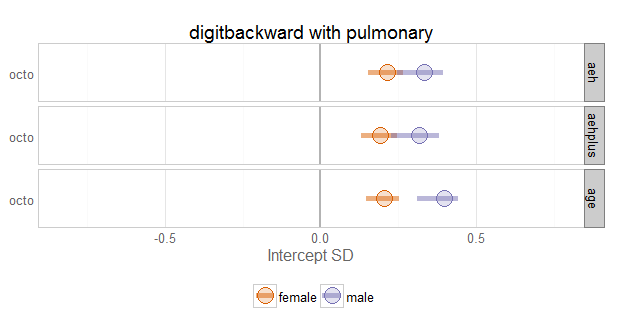 digitbackward with pulmonary
octo
aeh
octo
aehplus
octo
age
-0.5 0.0 0.5
Intercept SD
female male